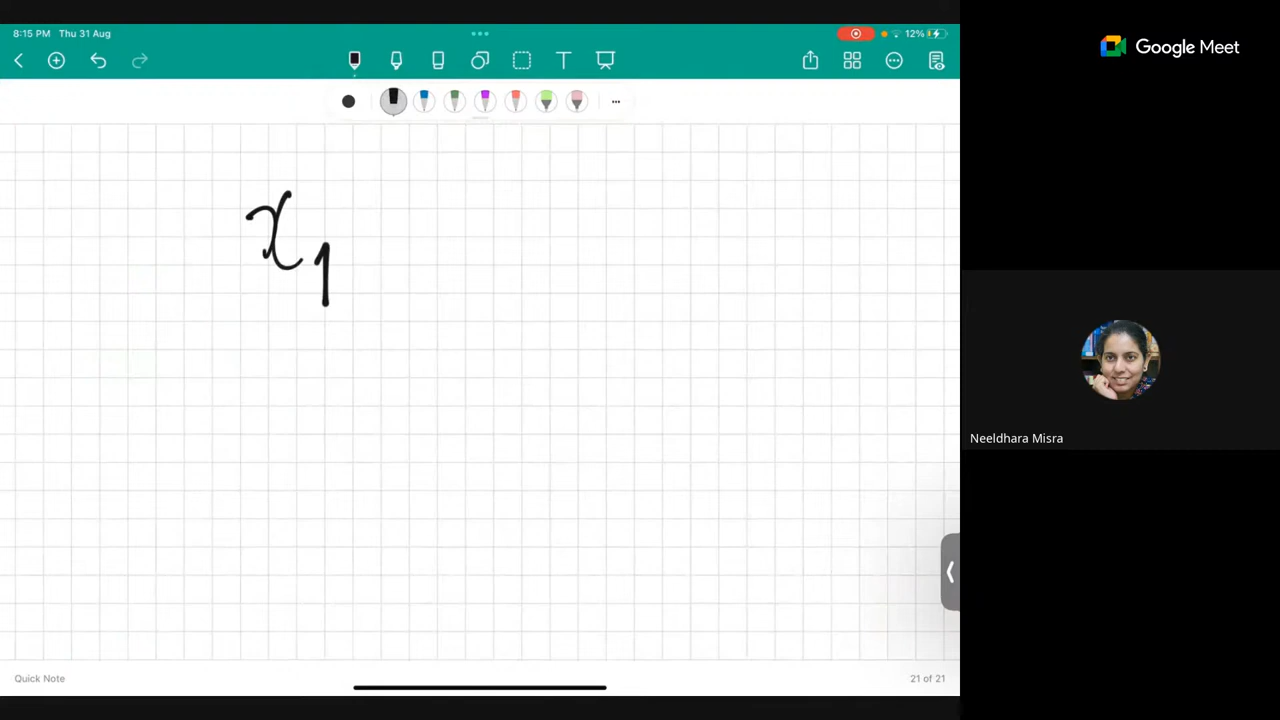 8:15 PM Thu 31 Aug
12%
Google Meet
x₁
Neeldhara Misra
Quick Note
21 of 21